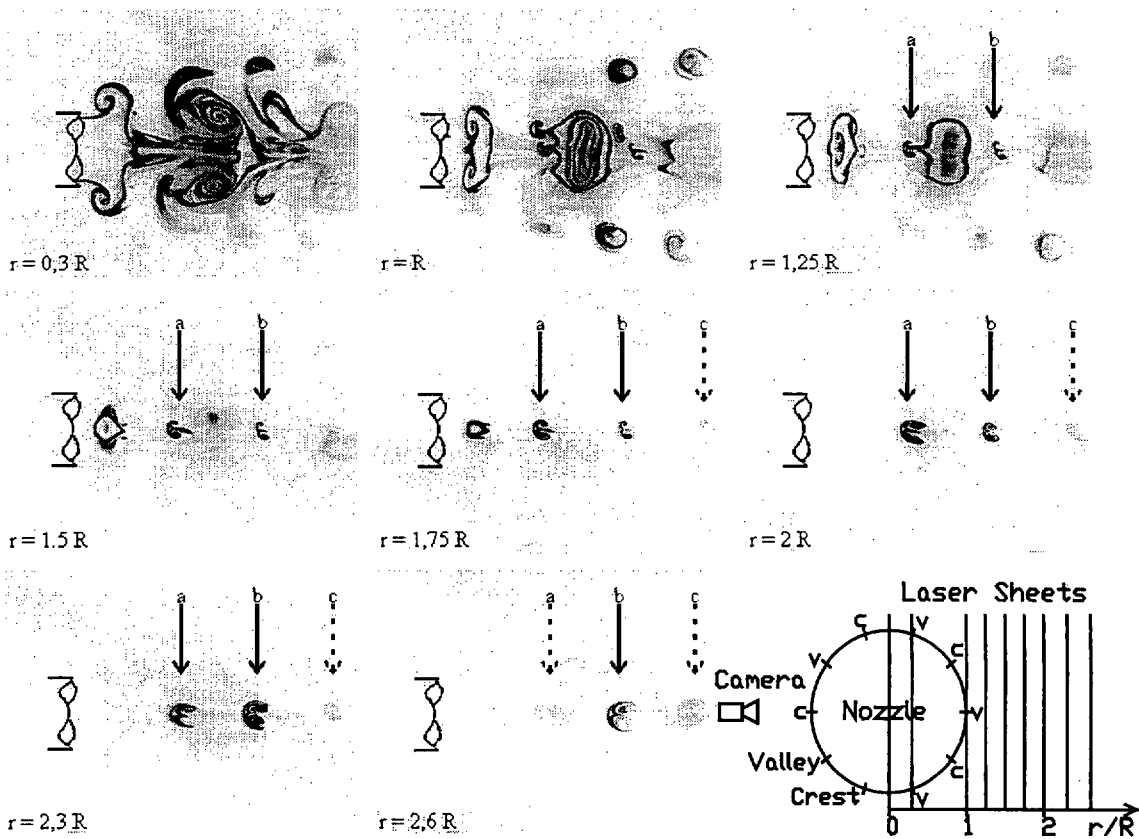 a b
r = 0,3 R
r = R
r = 1,25 R
a b
a b c
a b c
r = 1.5 R
r = 1,75 R
r = 2 R
a b c
a b c
r = 2,3 R
r = 2,6 R
Laser Sheets
c v
v c
Camera
c Nozzle v
Valley c
Crest v
0 1 2 r/R